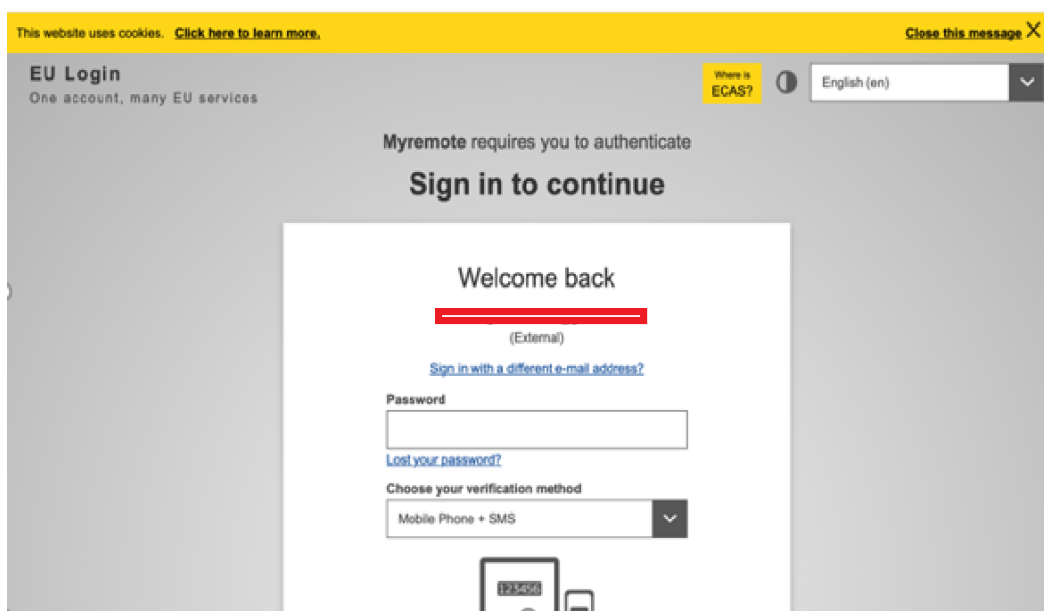 This website uses cookies. Click here to learn more. Close this message X
EU Login
One account, many EU services
Where is
ECAS?
English (en)
Myremote requires you to authenticate
Sign in to continue
Welcome back
(External)
Sign in with a different e-mail address?
Password
Lost your password?
Choose your verification method
Mobile Phone + SMS
123456